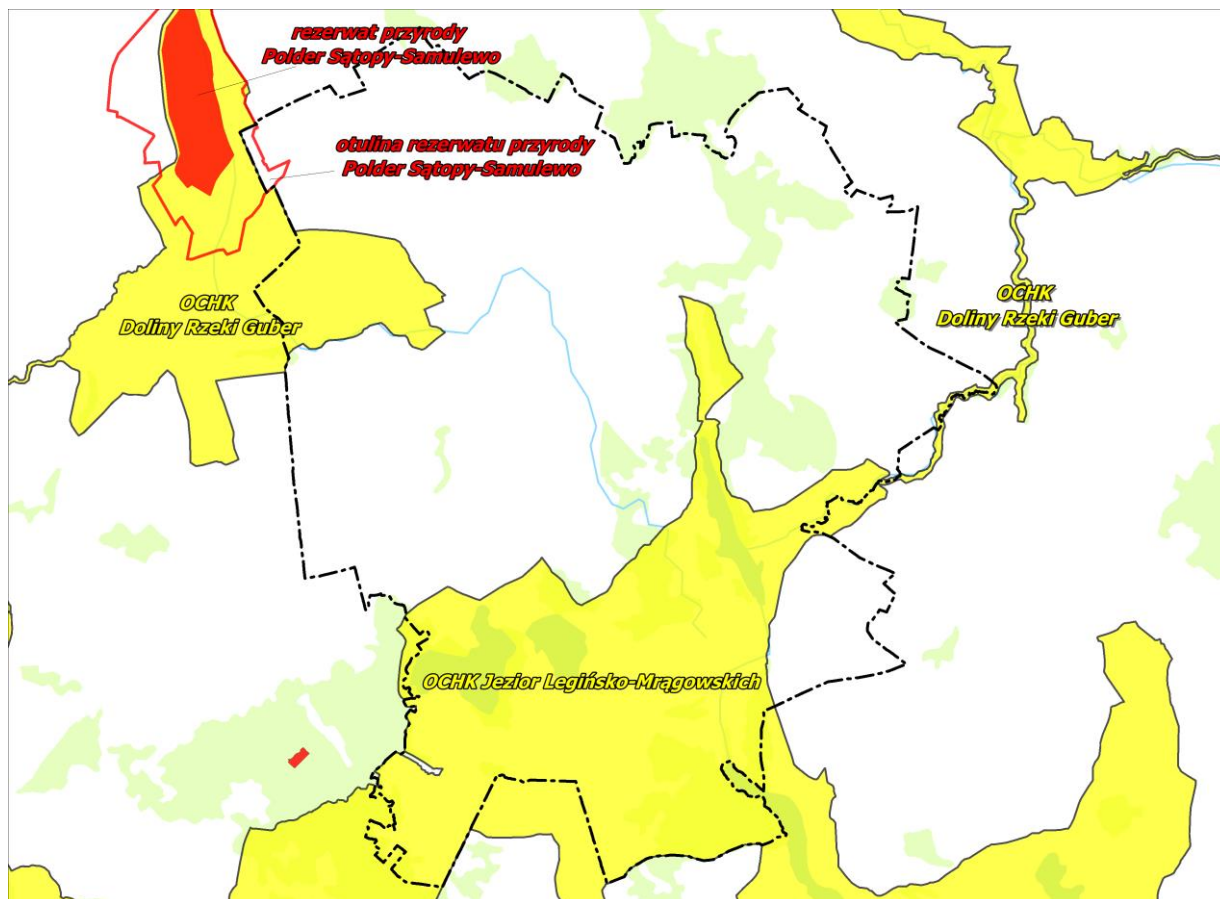 rezerwat przyrody
Polder Sątopy-Samulewo
otulina rezerwatu przyrody
Polder Sątopy-Samulewo
OCHK
Doliny Rzeki Guber
OCHK
Doliny Rzeki Guber
OCHK Jezior Legińsko-Mrągowskich